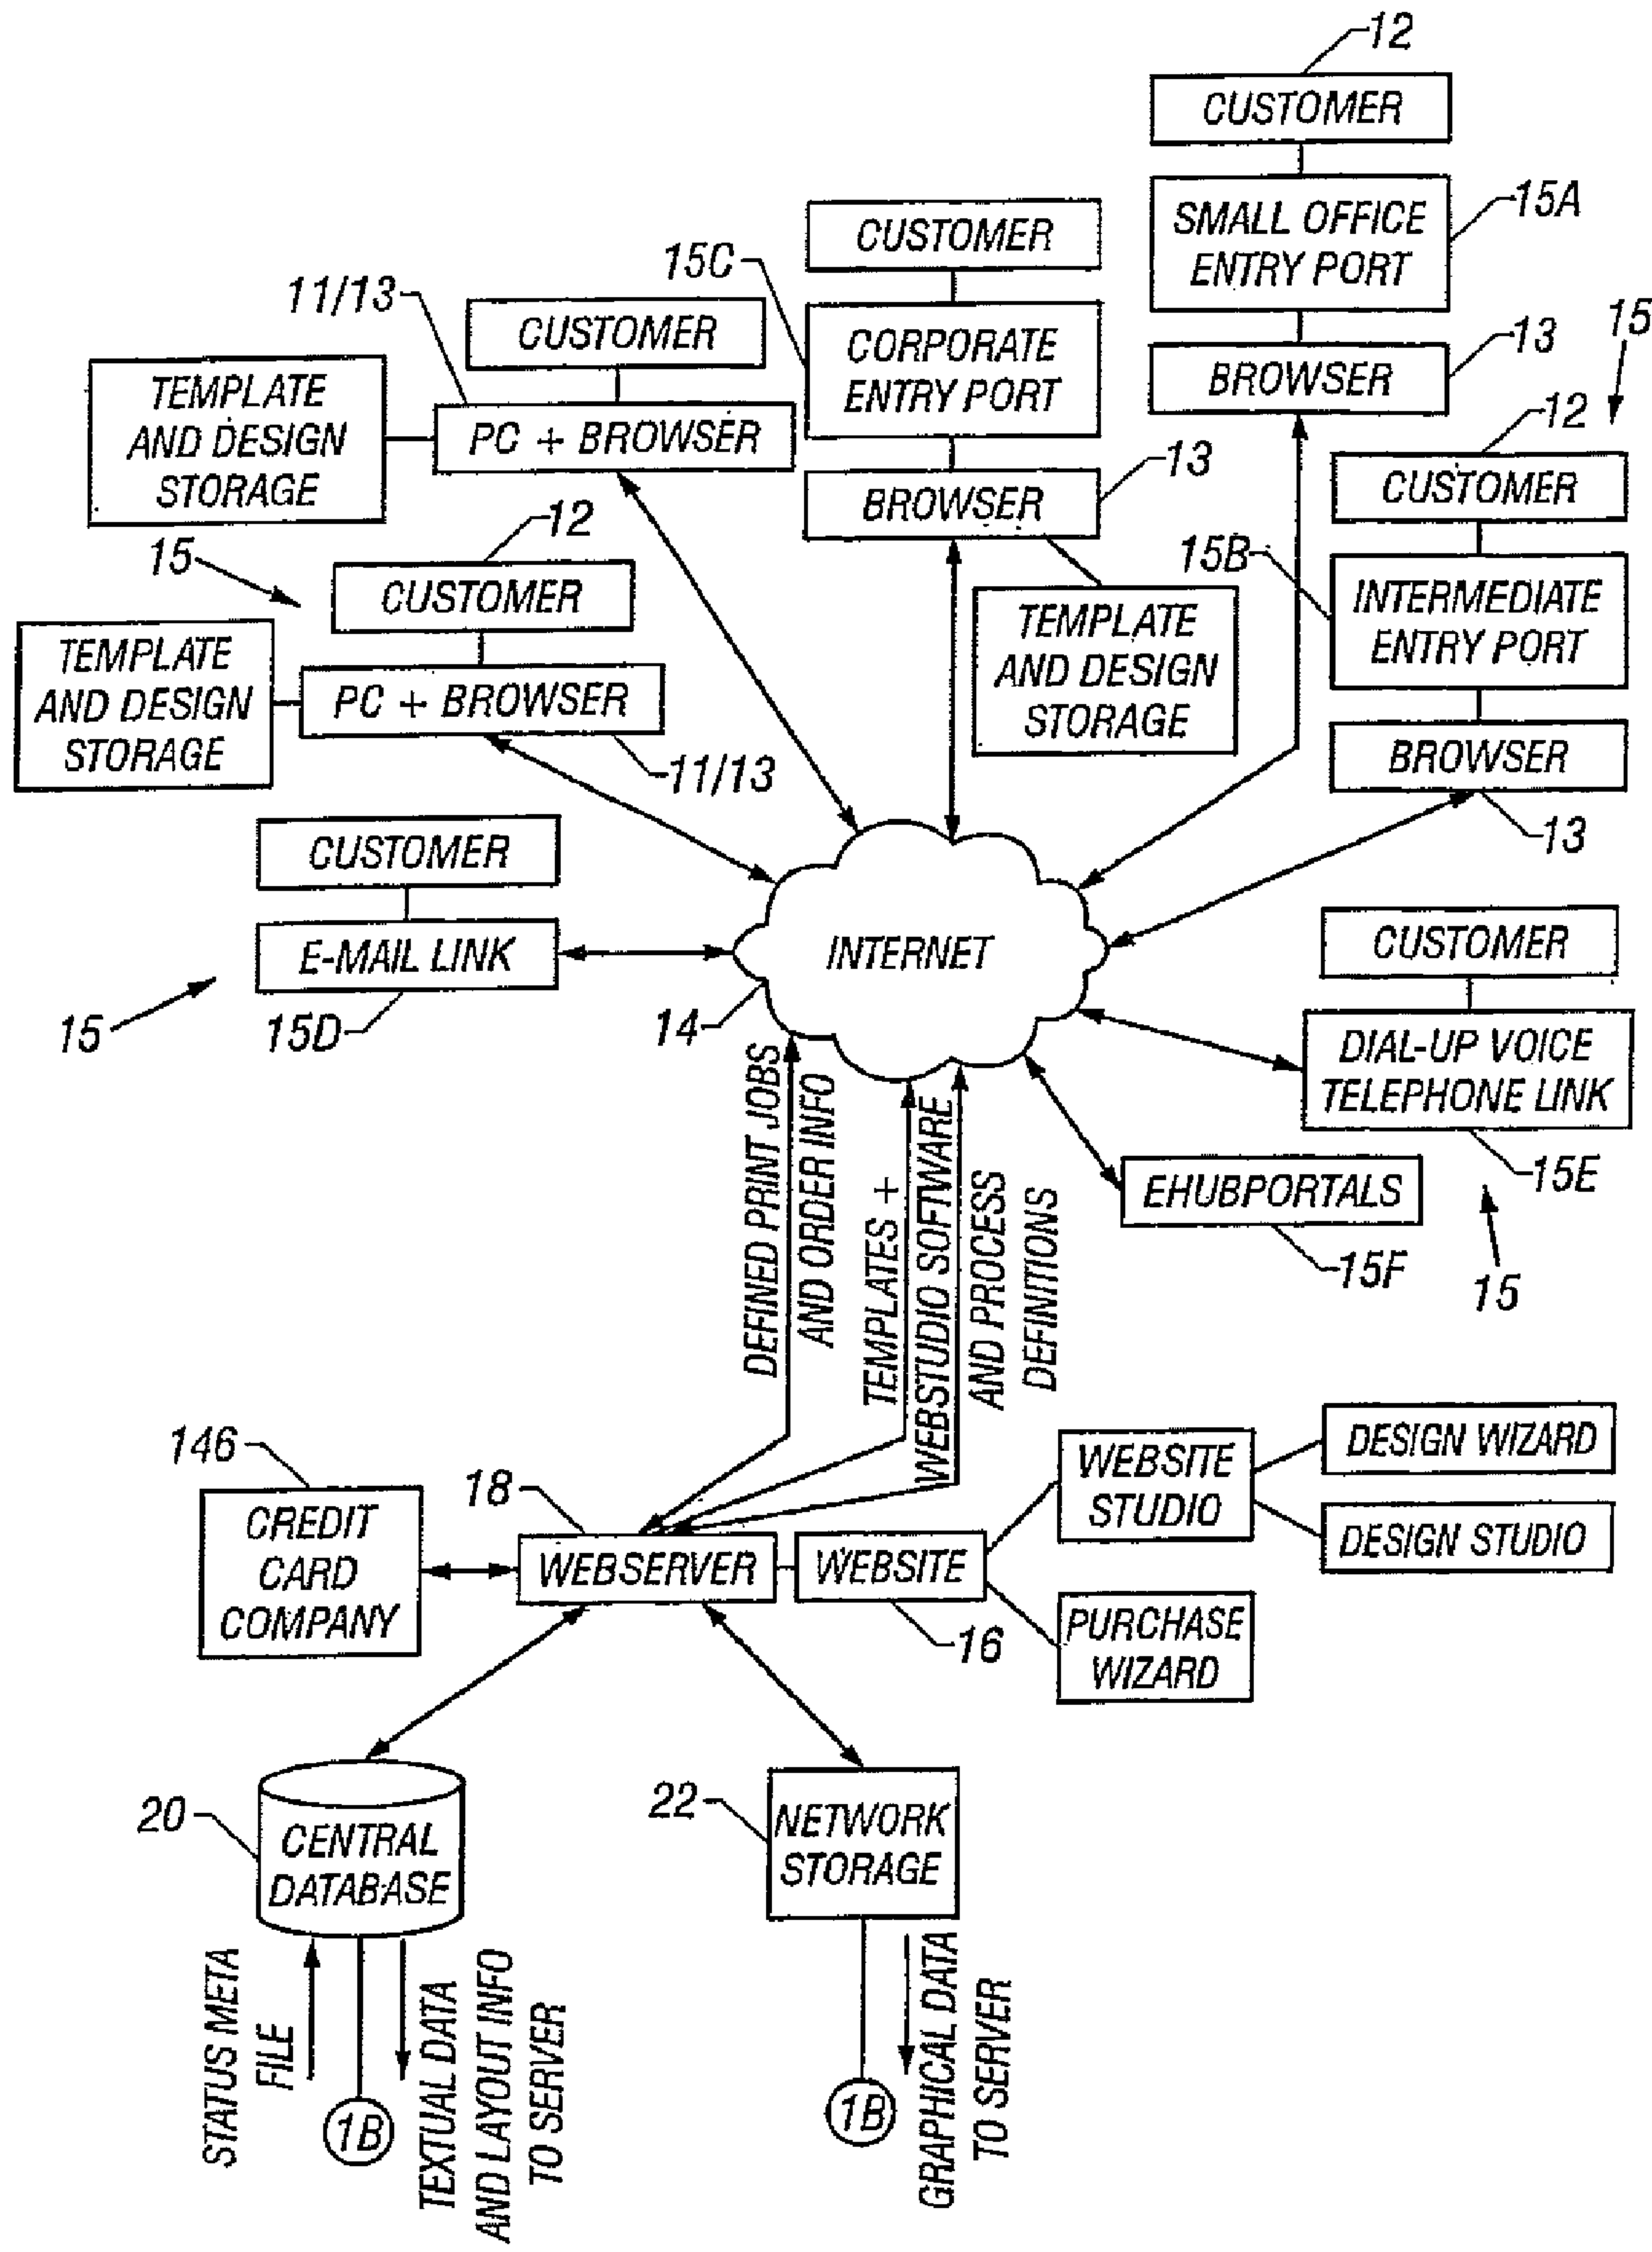 12
CUSTOMER
SMALL OFFICE
ENTRY PORT
15A
BROWSER
13
15
CUSTOMER
15C
CORPORATE
ENTRY PORT
BROWSER
13
TEMPLATE
AND DESIGN
STORAGE
11/13
CUSTOMER
PC + BROWSER
TEMPLATE
AND DESIGN
STORAGE
12
CUSTOMER
15B
INTERMEDIATE
ENTRY PORT
BROWSER
13
15
12
CUSTOMER
PC + BROWSER
11/13
TEMPLATE
AND DESIGN
STORAGE
CUSTOMER
E-MAIL LINK
15D
15
INTERNET
14
CUSTOMER
DIAL-UP VOICE
TELEPHONE LINK
15E
15
EHUBPORTALS
15F
DEFINED PRINT JOBS
AND ORDER INFO
TEMPLATES +
WEBSTUDIO SOFTWARE
AND PROCESS
DEFINITIONS
146
CREDIT
CARD
COMPANY
18
WEBSERVER
WEBSITE
16
WEBSITE
STUDIO
DESIGN WIZARD
DESIGN STUDIO
PURCHASE
WIZARD
20
CENTRAL
DATABASE
22
NETWORK
STORAGE
STATUS META
FILE
1B
TEXTUAL DATA
AND LAYOUT INFO
TO SERVER
1B
GRAPHICAL DATA
TO SERVER